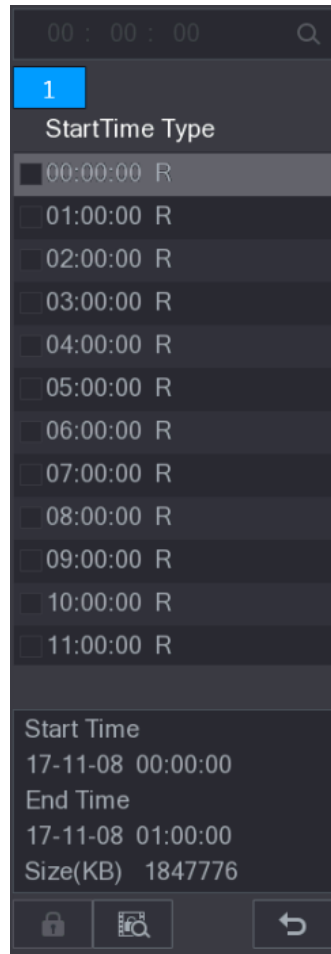 00 : 00 : 00
1
StartTime Type
00:00:00 R
01:00:00 R
02:00:00 R
03:00:00 R
04:00:00 R
05:00:00 R
06:00:00 R
07:00:00 R
08:00:00 R
09:00:00 R
10:00:00 R
11:00:00 R
Start Time
17-11-08 00:00:00
End Time
17-11-08 01:00:00
Size(KB) 1847776